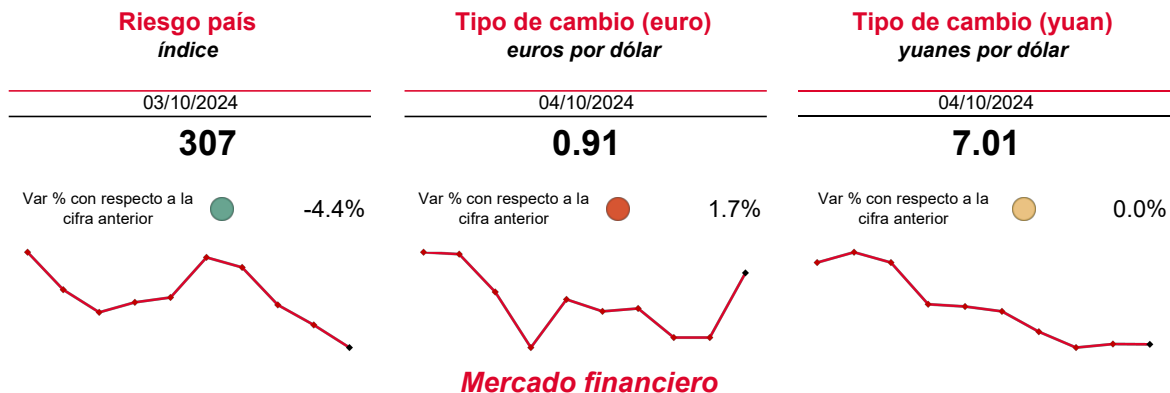 Riesgo país
índice
03/10/2024
307
Var % con respecto a la
cifra anterior
-4.4%
Tipo de cambio (euro)
euros por dólar
04/10/2024
0.91
Var % con respecto a la
cifra anterior
1.7%
Tipo de cambio (yuan)
yuanes por dólar
04/10/2024
7.01
Var % con respecto a la
cifra anterior
0.0%
Mercado financiero